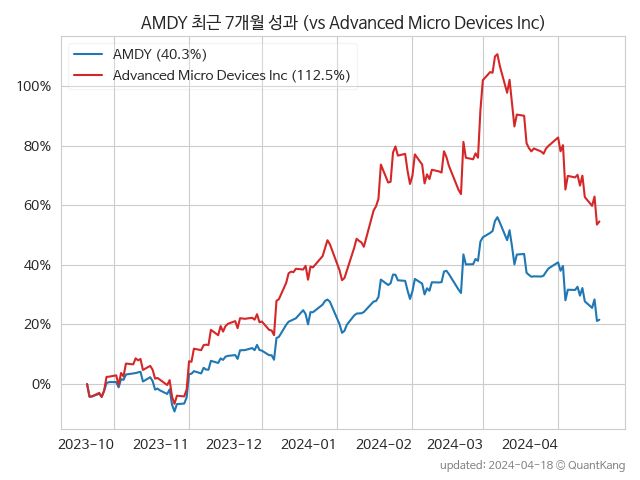 AMDY 최근 7개월 성과 (vs Advanced Micro Devices Inc)
AMDY (40.3%)
Advanced Micro Devices Inc (112.5%)
100%
80%
60%
40%
20%
0%
2023-10 2023-11 2023-12 2024-01 2024-02 2024-03 2024-04
updated: 2024-04-18 © QuantKang